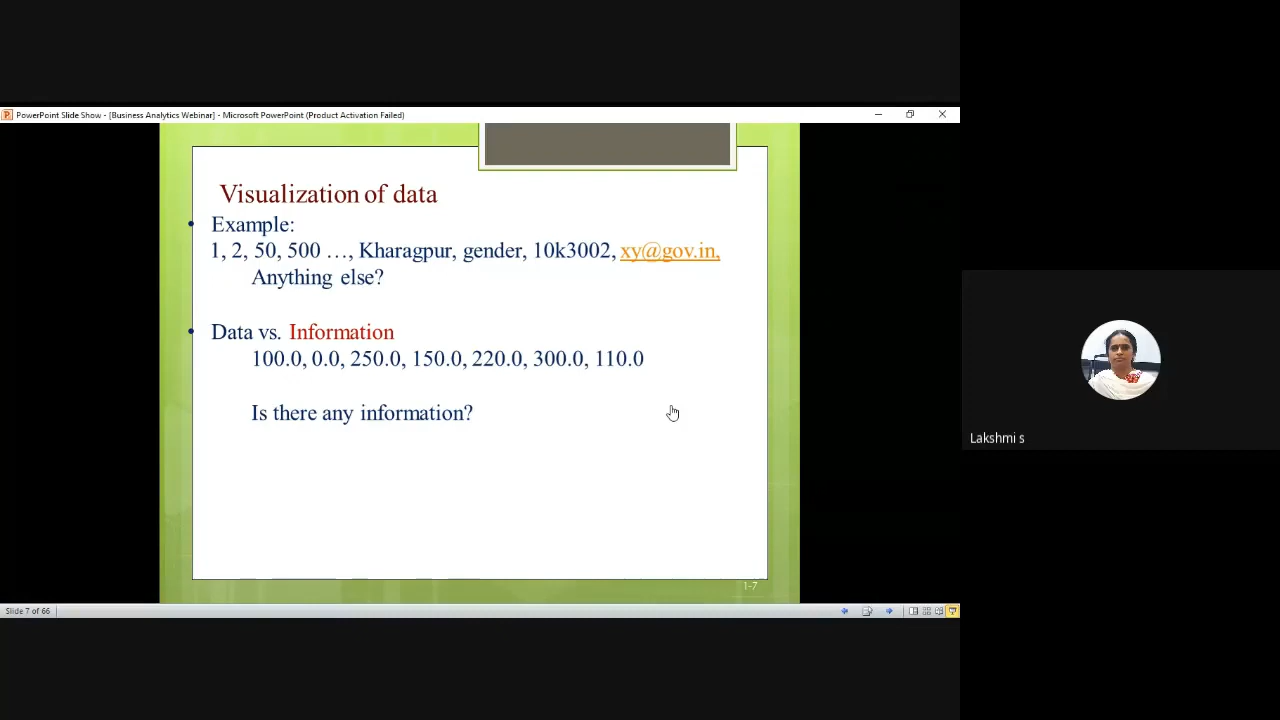 PowerPoint Slide Show - [Business Analytics Webinar] - Microsoft PowerPoint (Product Activation Failed)
Visualization of data
• Example:
1, 2, 50, 500 …, Kharagpur, gender, 10k3002, xy@gov.in,
Anything else?
• Data vs. Information
100.0, 0.0, 250.0, 150.0, 220.0, 300.0, 110.0
Is there any information?
Lakshmi s
1-7
Slide 7 of 66